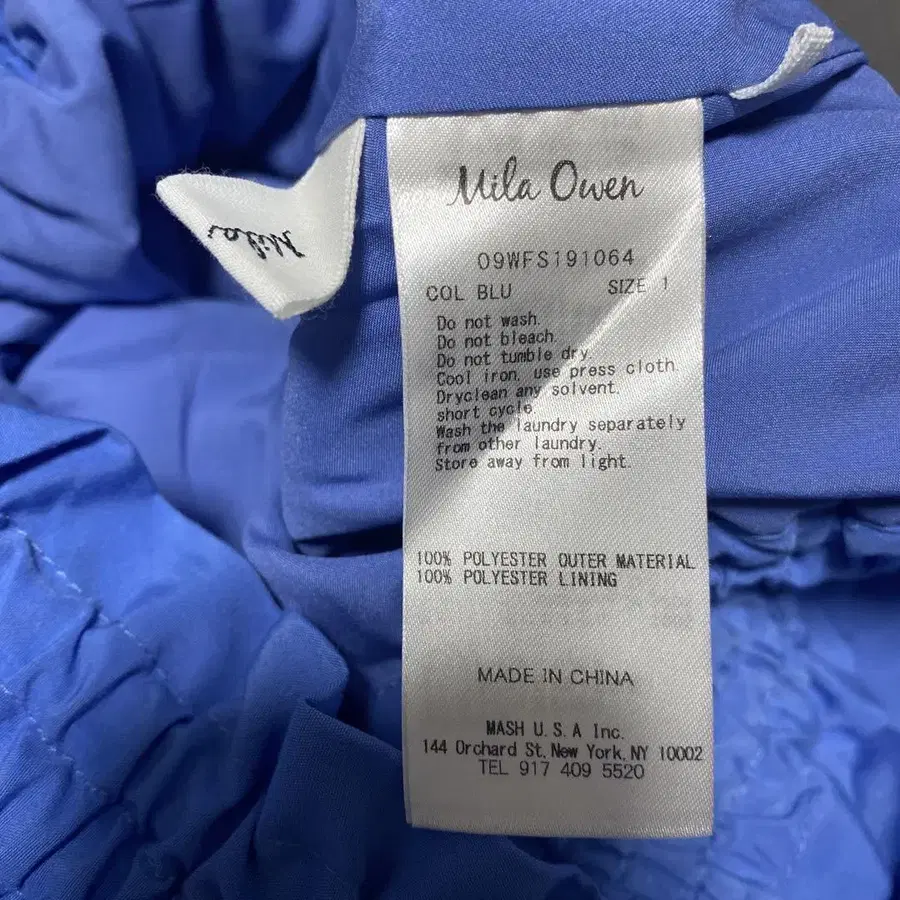 Mila Owen
Mila
09WFS191064
COL BLU SIZE 1
Do not wash.
Do not bleach.
Do not tumble dry.
Cool iron. use press cloth.
Dryclean any solvent.
short cycle.
Wash the laundry separately
from other laundry.
Store away from light.
100% POLYESTER OUTER MATERIAL
100% POLYESTER LINING
MADE IN CHINA
MASH U.S.A Inc.
144 Orchard St. New York, NY 10002
TEL 917 409 5520